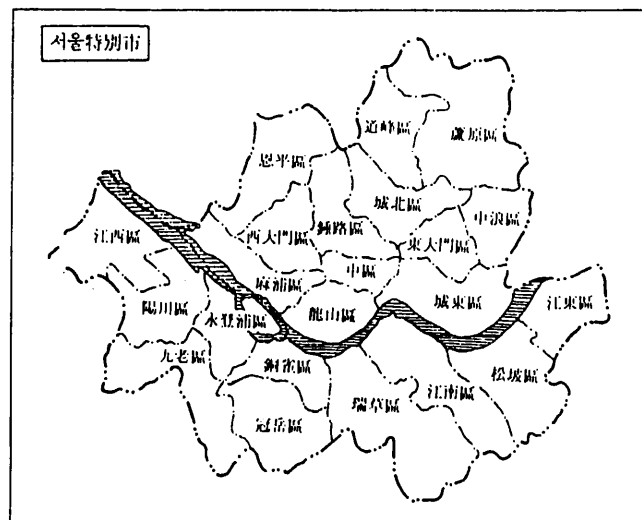 서울特別市
道峰區
蘆原區
恩平區
城北區
中浪區
西大門區
鍾路區
東大門區
江西區
中區
麻浦區
城東區
江東區
陽川區
永登浦區
龍山區
九老區
銅雀區
松坡區
瑞草區
江南區
冠岳區